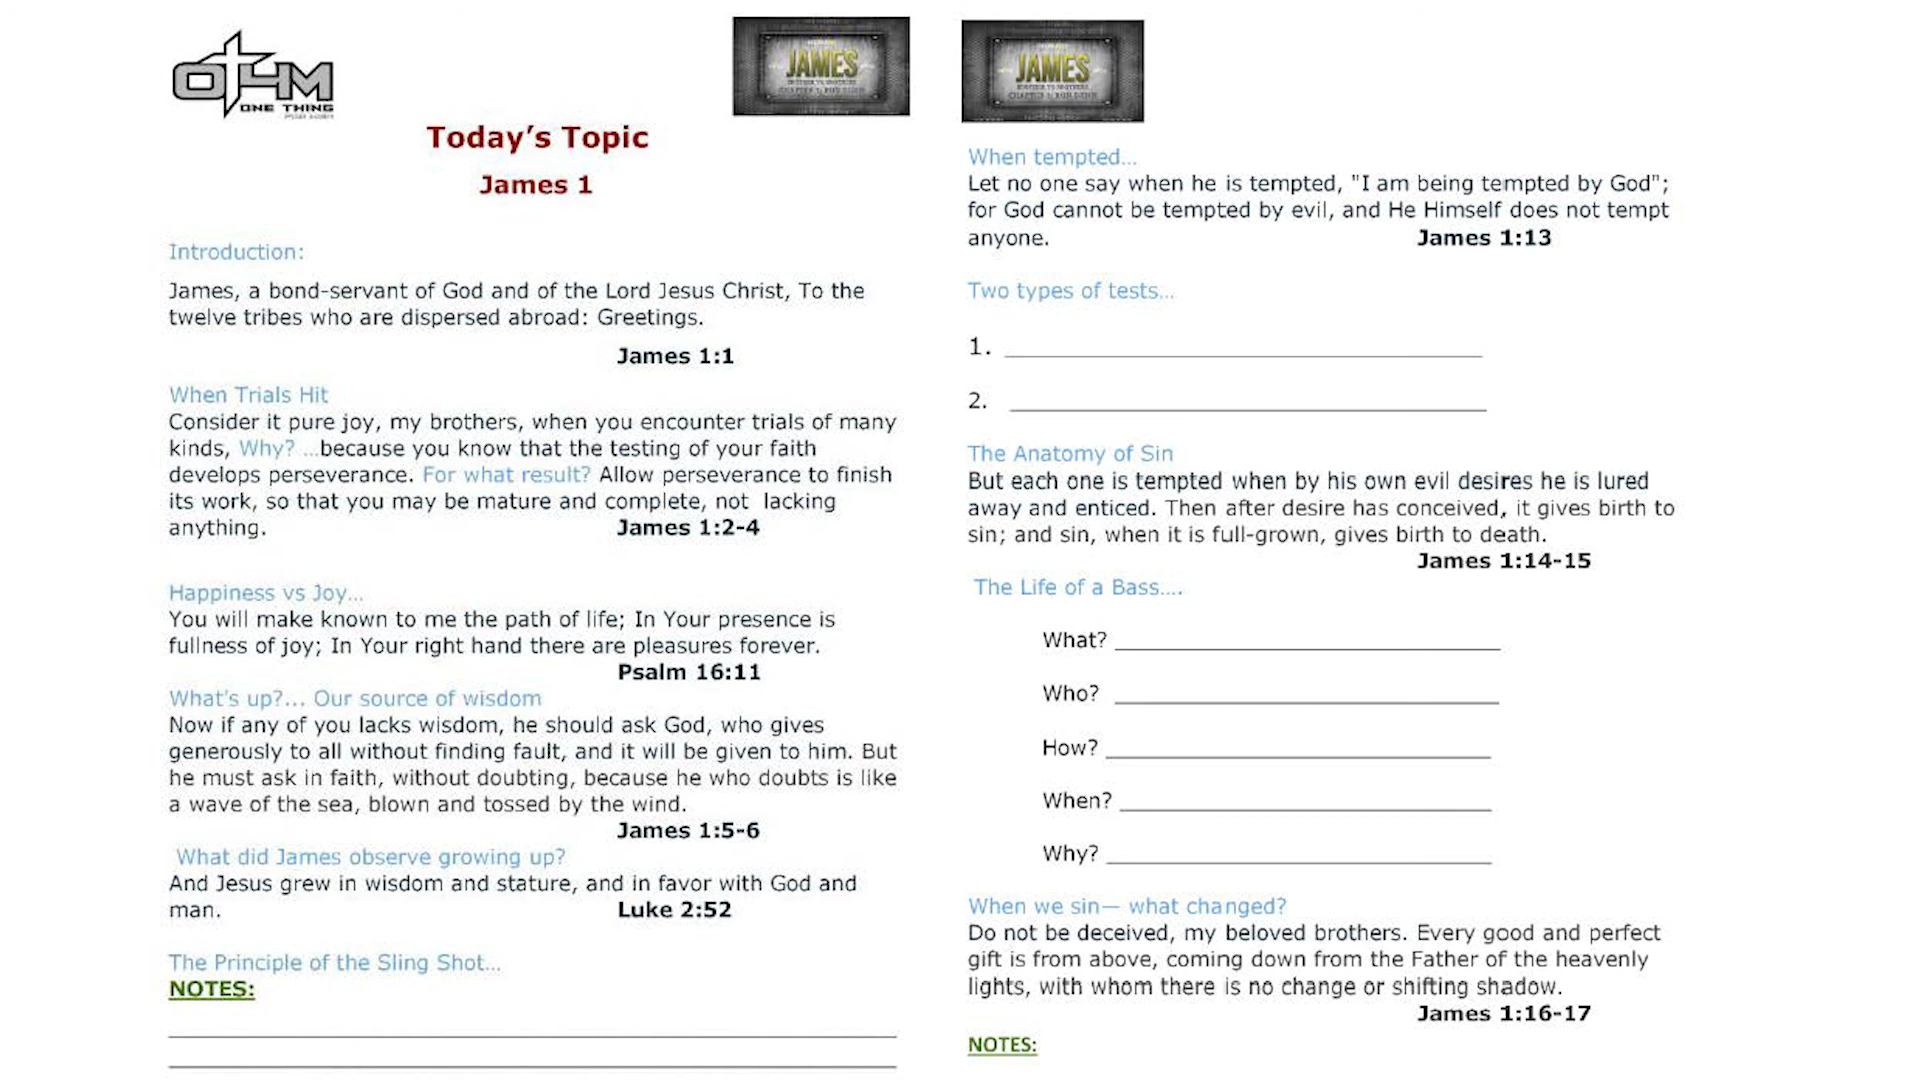 OT4M
ONE THING
Today’s Topic
James 1
Introduction:
James, a bond-servant of God and of the Lord Jesus Christ, To the
twelve tribes who are dispersed abroad: Greetings.
James 1:1
When Trials Hit
Consider it pure joy, my brothers, when you encounter trials of many
kinds, Why? …because you know that the testing of your faith
develops perseverance. For what result? Allow perseverance to finish
its work, so that you may be mature and complete, not lacking
anything. James 1:2-4
Happiness vs Joy…
You will make known to me the path of life; In Your presence is
fullness of joy; In Your right hand there are pleasures forever.
Psalm 16:11
What’s up?... Our source of wisdom
Now if any of you lacks wisdom, he should ask God, who gives
generously to all without finding fault, and it will be given to him. But
he must ask in faith, without doubting, because he who doubts is like
a wave of the sea, blown and tossed by the wind.
James 1:5-6
What did James observe growing up?
And Jesus grew in wisdom and stature, and in favor with God and
man. Luke 2:52
The Principle of the Sling Shot…
NOTES:
JAMES
JAMES
When tempted…
Let no one say when he is tempted, "I am being tempted by God";
for God cannot be tempted by evil, and He Himself does not tempt
anyone. James 1:13
Two types of tests…
1.
2.
The Anatomy of Sin
But each one is tempted when by his own evil desires he is lured
away and enticed. Then after desire has conceived, it gives birth to
sin; and sin, when it is full-grown, gives birth to death.
James 1:14-15
The Life of a Bass….
What?
Who?
How?
When?
Why?
When we sin— what changed?
Do not be deceived, my beloved brothers. Every good and perfect
gift is from above, coming down from the Father of the heavenly
lights, with whom there is no change or shifting shadow.
James 1:16-17
NOTES: